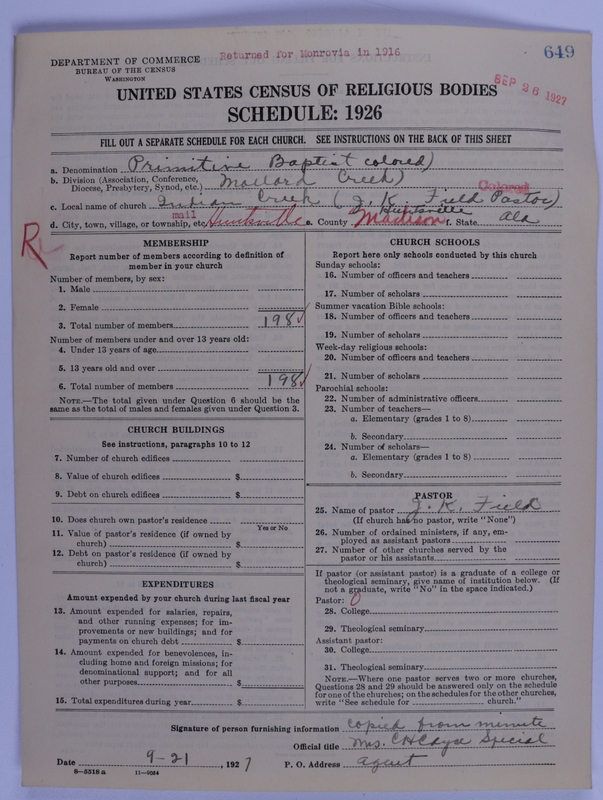 649
Returned for Monrovia in 1916
DEPARTMENT OF COMMERCE
BUREAU OF THE CENSUS
WASHINGTON
SEP 26 1927
UNITED STATES CENSUS OF RELIGIOUS BODIES
SCHEDULE: 1926
FILL OUT A SEPARATE SCHEDULE FOR EACH CHURCH. SEE INSTRUCTIONS ON THE BACK OF THIS SHEET
a. Denomination Primitive Baptist colored)
b. Division (Association, Conference, Diocese, Presbytery, Synod, etc.) Mallard Creek) Colored
c. Local name of church Indian Creek (J. K. Field Pastor)
d. City, town, village, or township, etc. mail Huntsville e. County Huntsville Madison f. State Ala
R
MEMBERSHIP
Report number of members according to definition of
member in your church
Number of members, by sex:
1. Male
2. Female
3. Total number of members 198 ✓
Number of members under and over 13 years old:
4. Under 13 years of age
5. 13 years old and over
6. Total number of members 198 ✓
NOTE.—The total given under Question 6 should be
same as the total of males and females given under Question 3.
CHURCH BUILDINGS
See instructions, paragraphs 10 to 12
7. Number of church edifices
8. Value of church edifices $
9. Debt on church edifices $
10. Does church own pastor's residence
Yes or No
11. Value of pastor's residence (if owned by
church) $
12. Debt on pastor's residence (if owned by
church) $
EXPENDITURES
Amount expended by your church during last fiscal year
13. Amount expended for salaries, repairs,
and other running expenses; for im-
provements or new buildings; and for
payments on church debt $
14. Amount expended for benevolences, in-
cluding home and foreign missions; for
denominational support; and for all
other purposes $
15. Total expenditures during year $
CHURCH SCHOOLS
Report here only schools conducted by this church
Sunday schools:
16. Number of officers and teachers
17. Number of scholars
Summer vacation Bible schools:
18. Number of officers and teachers
19. Number of scholars
Week-day religious schools:
20. Number of officers and teachers
21. Number of scholars
Parochial schools:
22. Number of administrative officers
23. Number of teachers—
a. Elementary (grades 1 to 8)
b. Secondary
24. Number of scholars—
a. Elementary (grades 1 to 8)
b. Secondary
PASTOR
25. Name of pastor J. K. Field
(If church has no pastor, write "None")
26. Number of ordained ministers, if any, em-
ployed as assistant pastors
27. Number of other churches served by the
pastor or his assistants
If pastor (or assistant pastor) is a graduate of a college or
theological seminary, give name of institution below. (If
not a graduate, write "No" in the space indicated.)
Pastor: 0
28. College
29. Theological seminary
Assistant pastor:
30. College
31. Theological seminary
NOTE.—Where one pastor serves two or more churches,
Questions 28 and 29 should be answered only on the schedule
for one of the churches; on the schedules for the other churches,
write "See schedule for church."
Signature of person furnishing information Copied from minute
Official title Mrs. Special
Date 9-21, 1927 P. O. Address agent
8—5318 a 11—9054